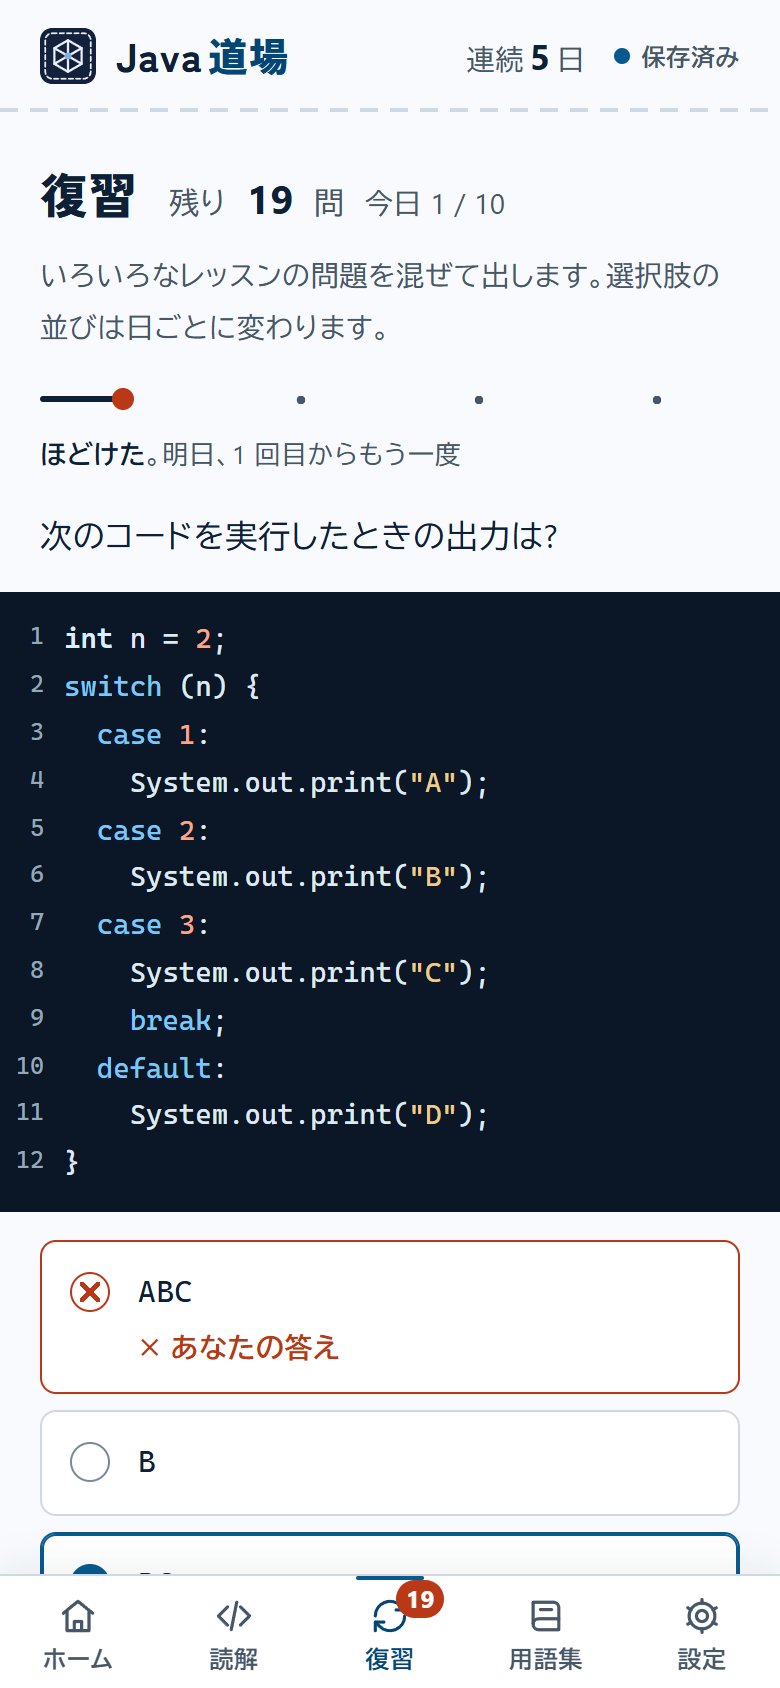 Java 道場
連続 5 日
保存済み
復習 残り 19 問 今日 1 / 10
いろいろなレッスンの問題を混ぜて出します。選択肢の
並びは日ごとに変わります。
ほどけた。明日、1 回目からもう一度
次のコードを実行したときの出力は?
1 int n = 2;
2 switch (n) {
3   case 1:
4     System.out.print("A");
5   case 2:
6     System.out.print("B");
7   case 3:
8     System.out.print("C");
9     break;
10   default:
11     System.out.print("D");
12 }
ABC
× あなたの答え
B
19
ホーム 読解 復習 用語集 設定